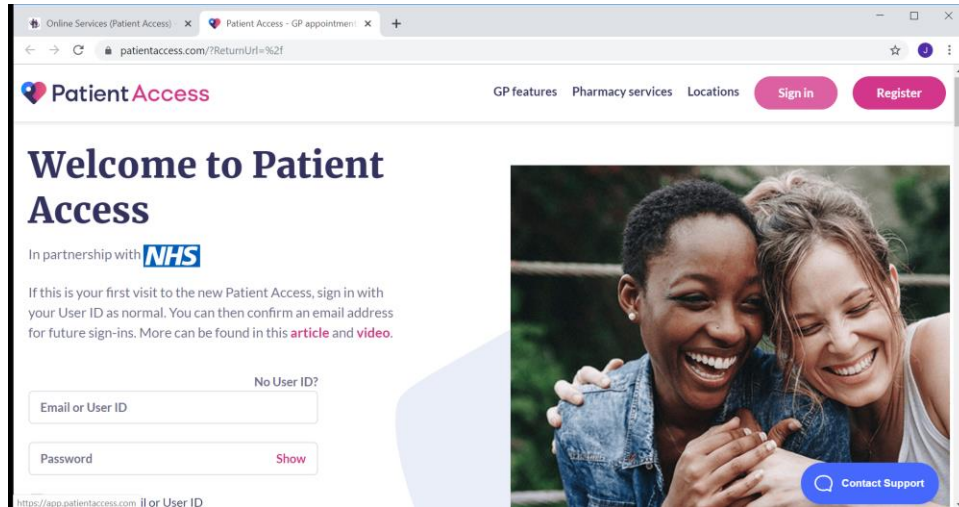 Online Services (Patient Access)
Patient Access - GP appointment
patientaccess.com/?ReturnUrl=%2f
J
Patient Access
GP features Pharmacy services Locations Sign in Register
Welcome to Patient
Access
In partnership with NHS
If this is your first visit to the new Patient Access, sign in with
your User ID as normal. You can then confirm an email address
for future sign-ins. More can be found in this article and video.
No User ID?
Email or User ID
Password Show
Contact Support
https://app.patientaccess.com il or User ID